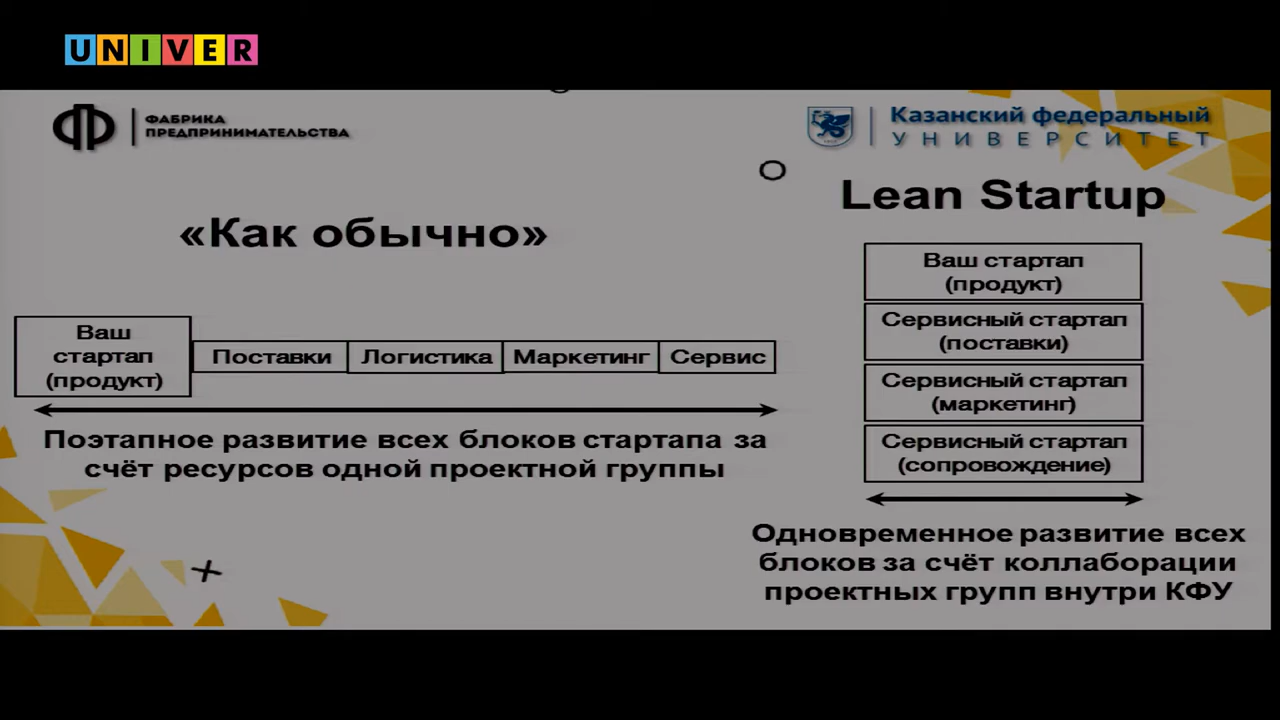 UNIVER
ФАБРИКА
ПРЕДПРИНИМАТЕЛЬСТВА
Казанский федеральный
УНИВЕРСИТЕТ
«Как обычно»
Ваш
стартап
(продукт)
Поставки
Логистика
Маркетинг
Сервис
Поэтапное развитие всех блоков стартапа за
счёт ресурсов одной проектной группы
Lean Startup
Ваш стартап
(продукт)
Сервисный стартап
(поставки)
Сервисный стартап
(маркетинг)
Сервисный стартап
(сопровождение)
Одновременное развитие всех
блоков за счёт коллаборации
проектных групп внутри КФУ